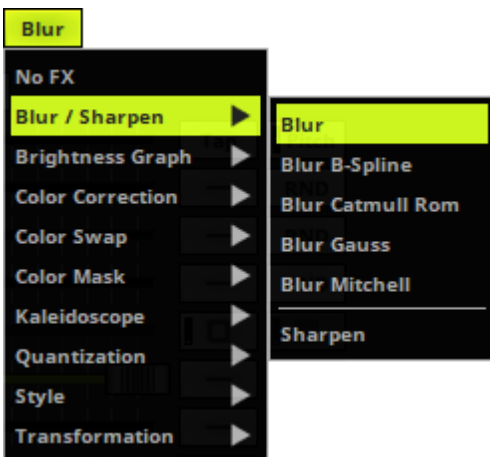 Blur
No FX
Blur / Sharpen
Brightness Graph
Color Correction
Color Swap
Color Mask
Kaleidoscope
Quantization
Style
Transformation
Blur
Blur B-Spline
Blur Catmull Rom
Blur Gauss
Blur Mitchell
Sharpen